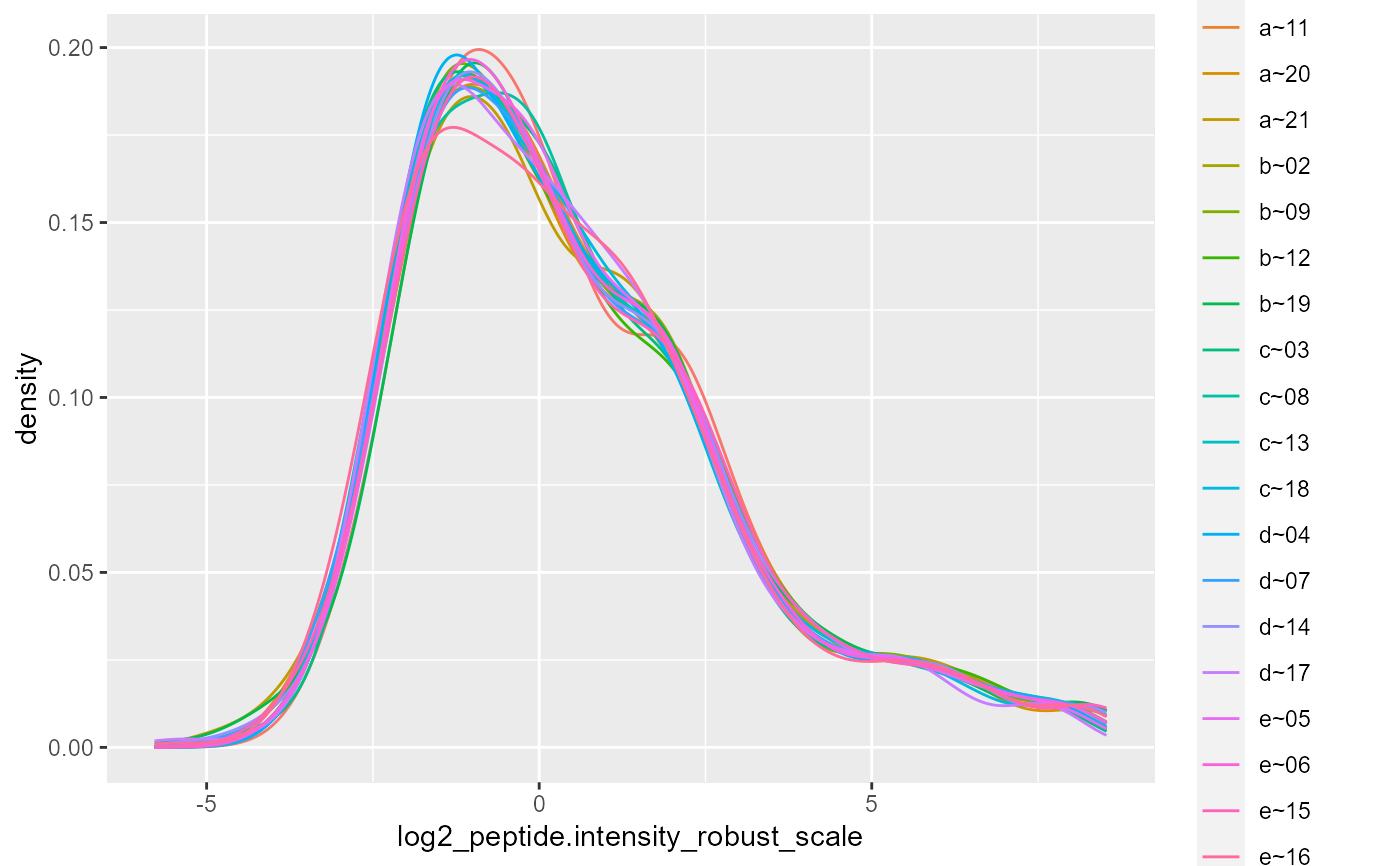 0.20
0.15
0.10
0.05
0.00
density
-5
0
5
log2_peptide.intensity_robust_scale
a~11
a~20
a~21
b~02
b~09
b~12
b~19
c~03
c~08
c~13
c~18
d~04
d~07
d~14
d~17
e~05
e~06
e~15
e~16